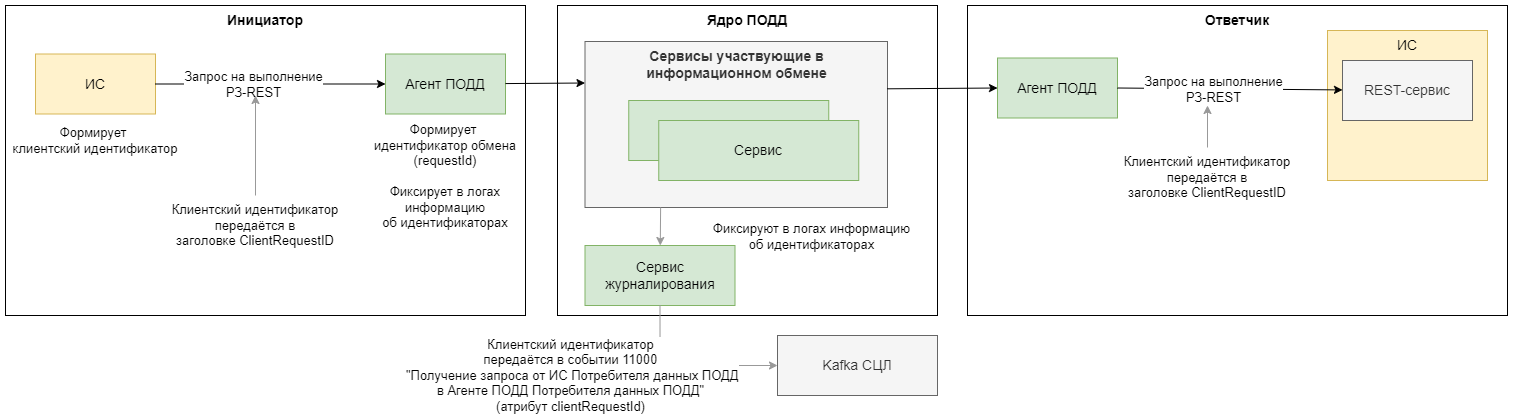 Инициатор
ИС
Формирует
клиентский идентификатор
Запрос на выполнение
РЗ-REST
Клиентский идентификатор
передаётся в
заголовке ClientRequestID
Агент ПОДД
Формирует
идентификатор обмена
(requestId)
Фиксирует в логах
информацию
об идентификаторах
Ядро ПОДД
Сервисы участвующие в
информационном обмене
Сервис
Фиксируют в логах информацию
об идентификаторах
Сервис
журналирования
Клиентский идентификатор
передаётся в событии 11000
"Получение запроса от ИС Потребителя данных ПОДД
в Агенте ПОДД Потребителя данных ПОДД"
(атрибут clientRequestId)
Kafka СЦЛ
Ответчик
Агент ПОДД
Запрос на выполнение
РЗ-REST
Клиентский идентификатор
передаётся в
заголовке ClientRequestID
ИС
REST-сервис